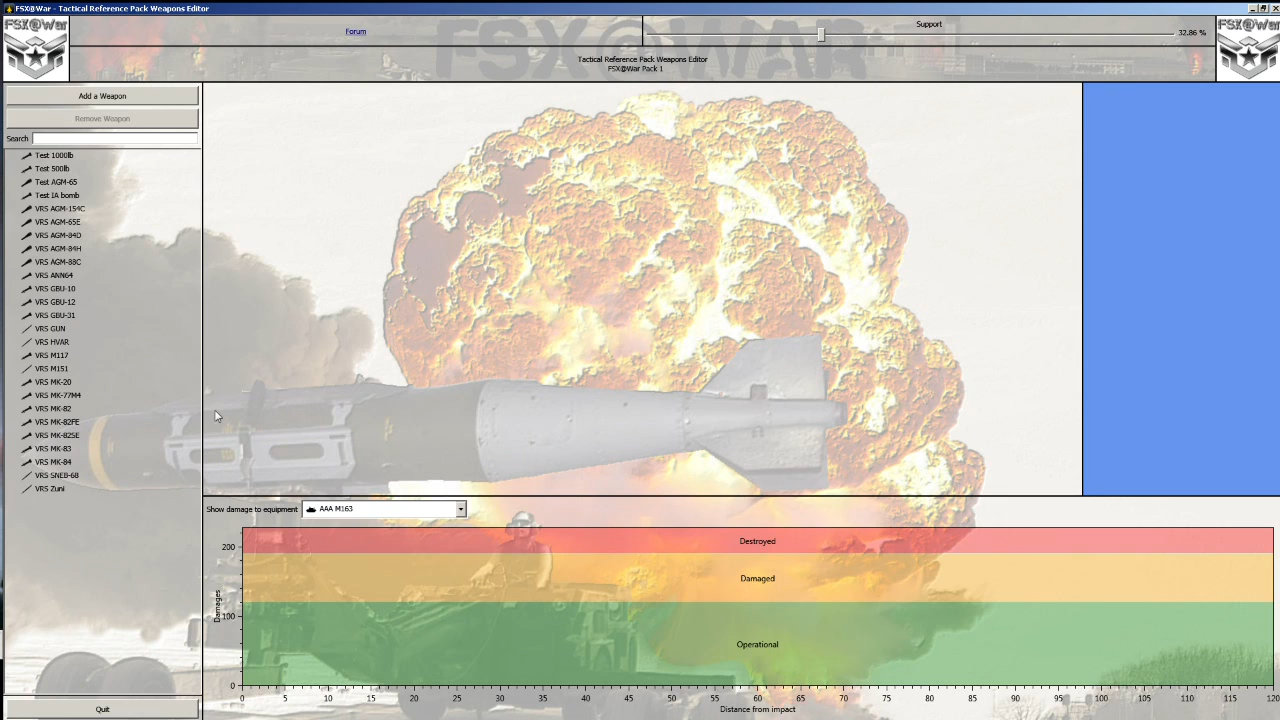 FSX@War - Tactical Reference Pack Weapons Editor
FSX@War
Forum
FSX@WAR
Support
32.86 %
FSX@War
Tactical Reference Pack Weapons Editor
FSX@War Pack 1
Add a Weapon
Remove Weapon
Search
Test 1000lb
Test 500lb
Test AGM-65
Test IA bomb
VRS AGM-154C
VRS AGM-65E
VRS AGM-84D
VRS AGM-84H
VRS AGM-88C
VRS ANN64
VRS GBU-10
VRS GBU-12
VRS GBU-31
VRS GUN
VRS HVAR
VRS M117
VRS M151
VRS MK-20
VRS MK-77M4
VRS MK-82
VRS MK-82FE
VRS MK-82SE
VRS MK-83
VRS MK-84
VRS SNEB-68
VRS Zuni
Quit
Show damage to equipment AAA M163
Destroyed
Damaged
Operational
Damages
200
100
0
0 5 10 15 20 25 30 35 40 45 50 55 60 65 70 75 80 85 90 95 100 105 110 115 120
Distance from impact